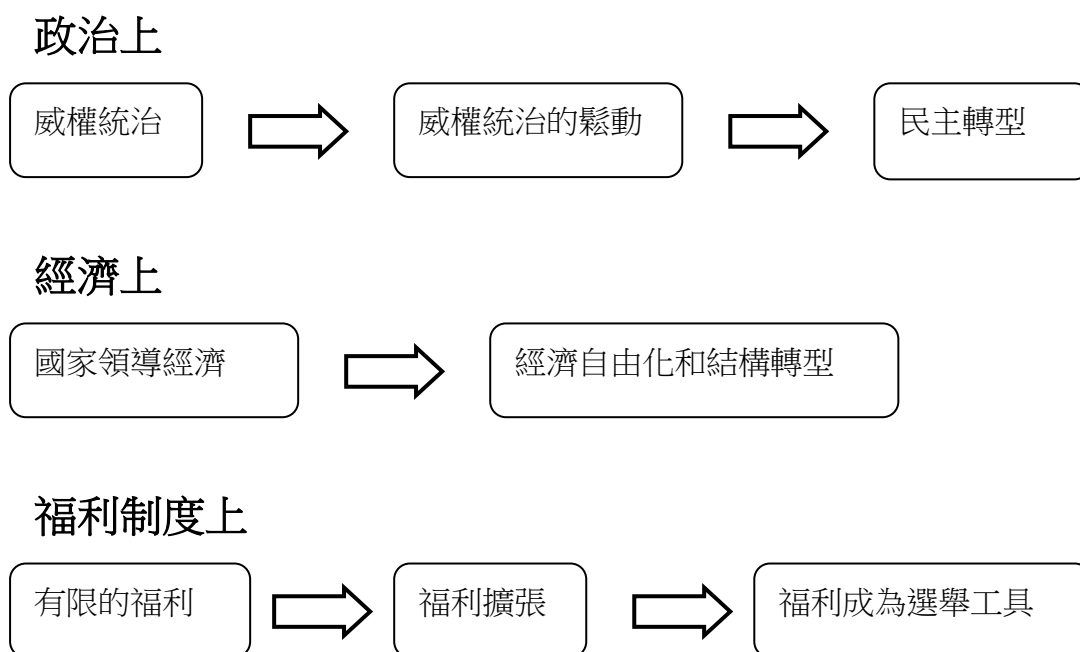 政治上
威權統治
威權統治的鬆動
民主轉型
經濟上
國家領導經濟
經濟自由化和結構轉型
福利制度上
有限的福利
福利擴張
福利成為選舉工具